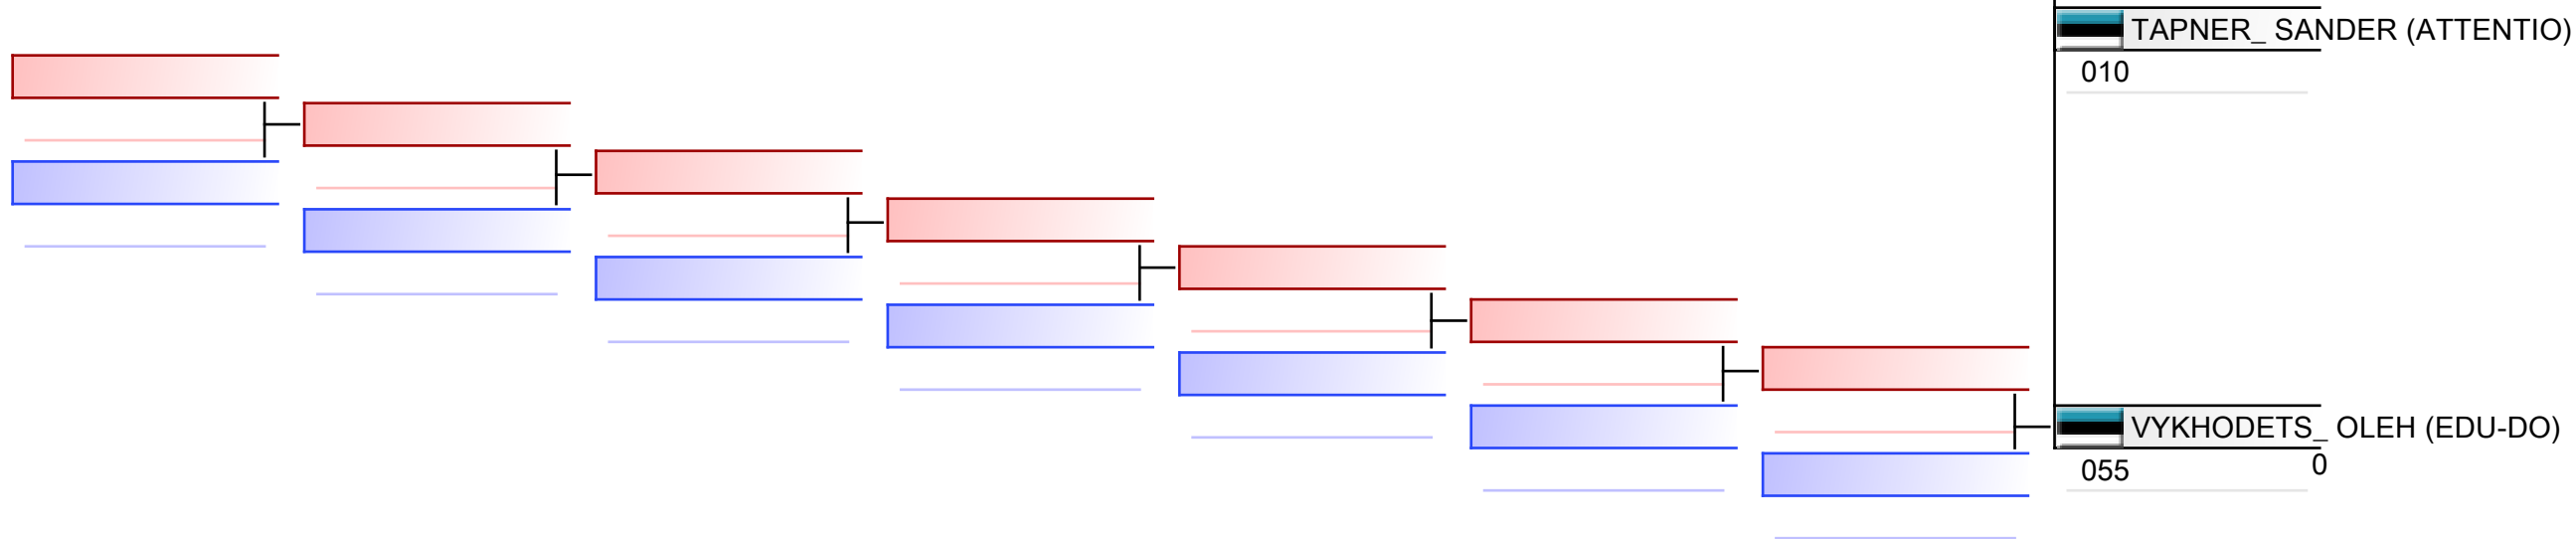 TAPNER_ SANDER (ATTENTIO)
010
VYKHODETS_ OLEH (EDU-DO)
055
0